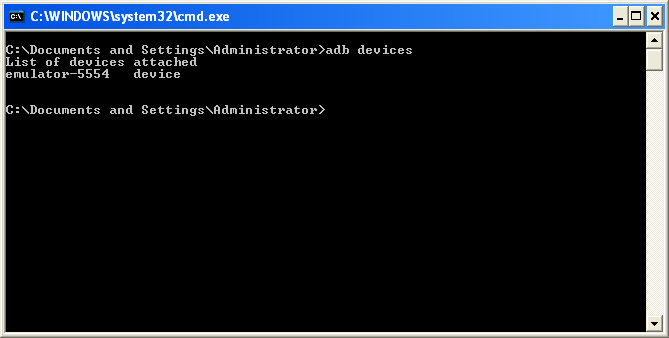 C:\WINDOWS\system32\cmd.exe
C:\Documents and Settings\Administrator>adb devices
List of devices attached
emulator-5554   device
C:\Documents and Settings\Administrator>